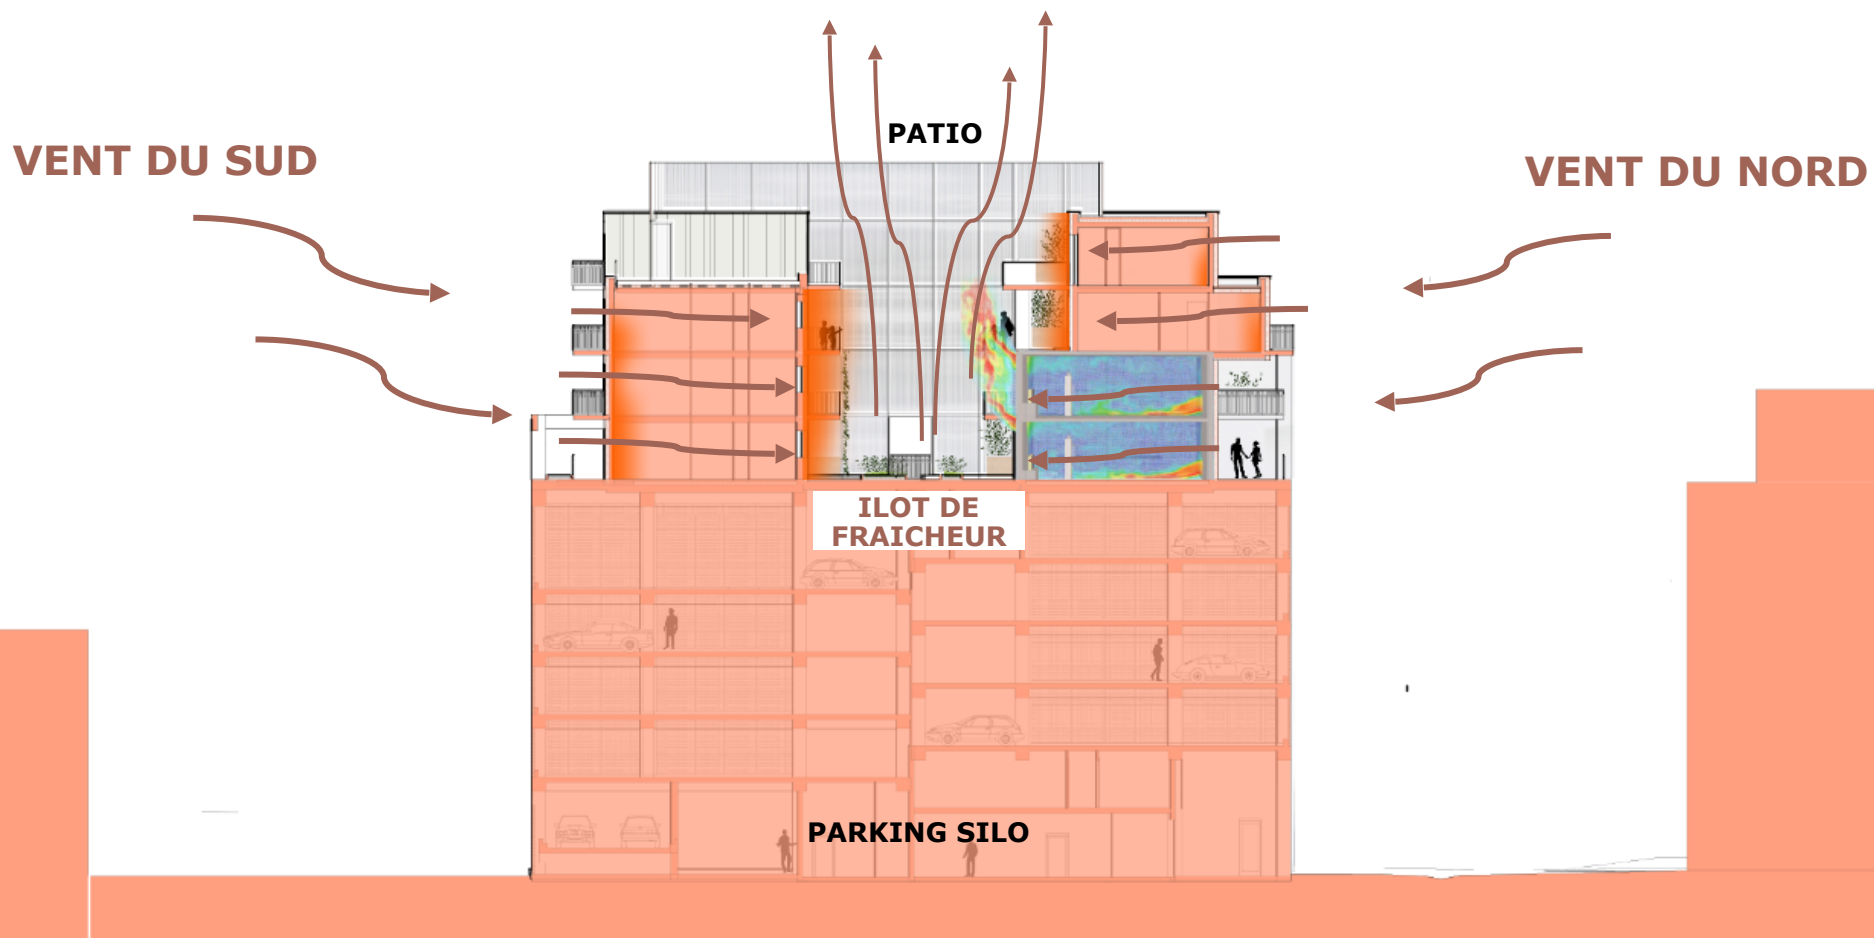 PATIO
VENT DU SUD
VENT DU NORD
ILOT DE
FRAICHEUR
PARKING SILO